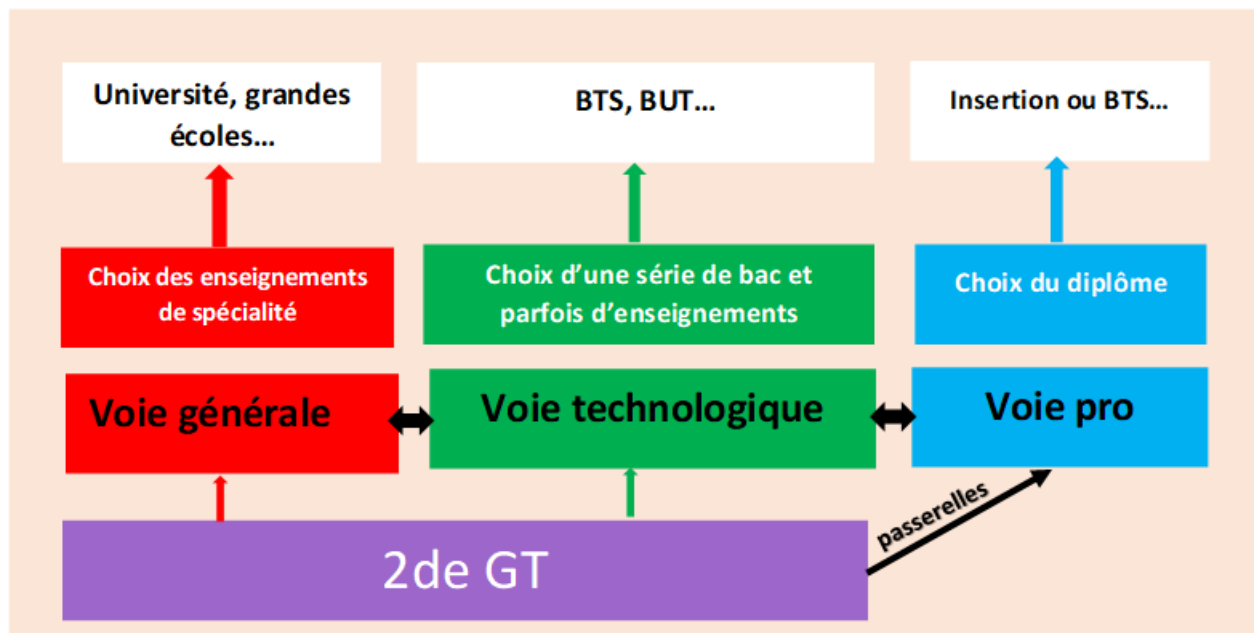 Université, grandes
écoles…
BTS, BUT…
Insertion ou BTS…
Choix des enseignements
de spécialité
Choix d’une série de bac et
parfois d’enseignements
Choix du diplôme
Voie générale
Voie technologique
Voie pro
passerelles
2de GT